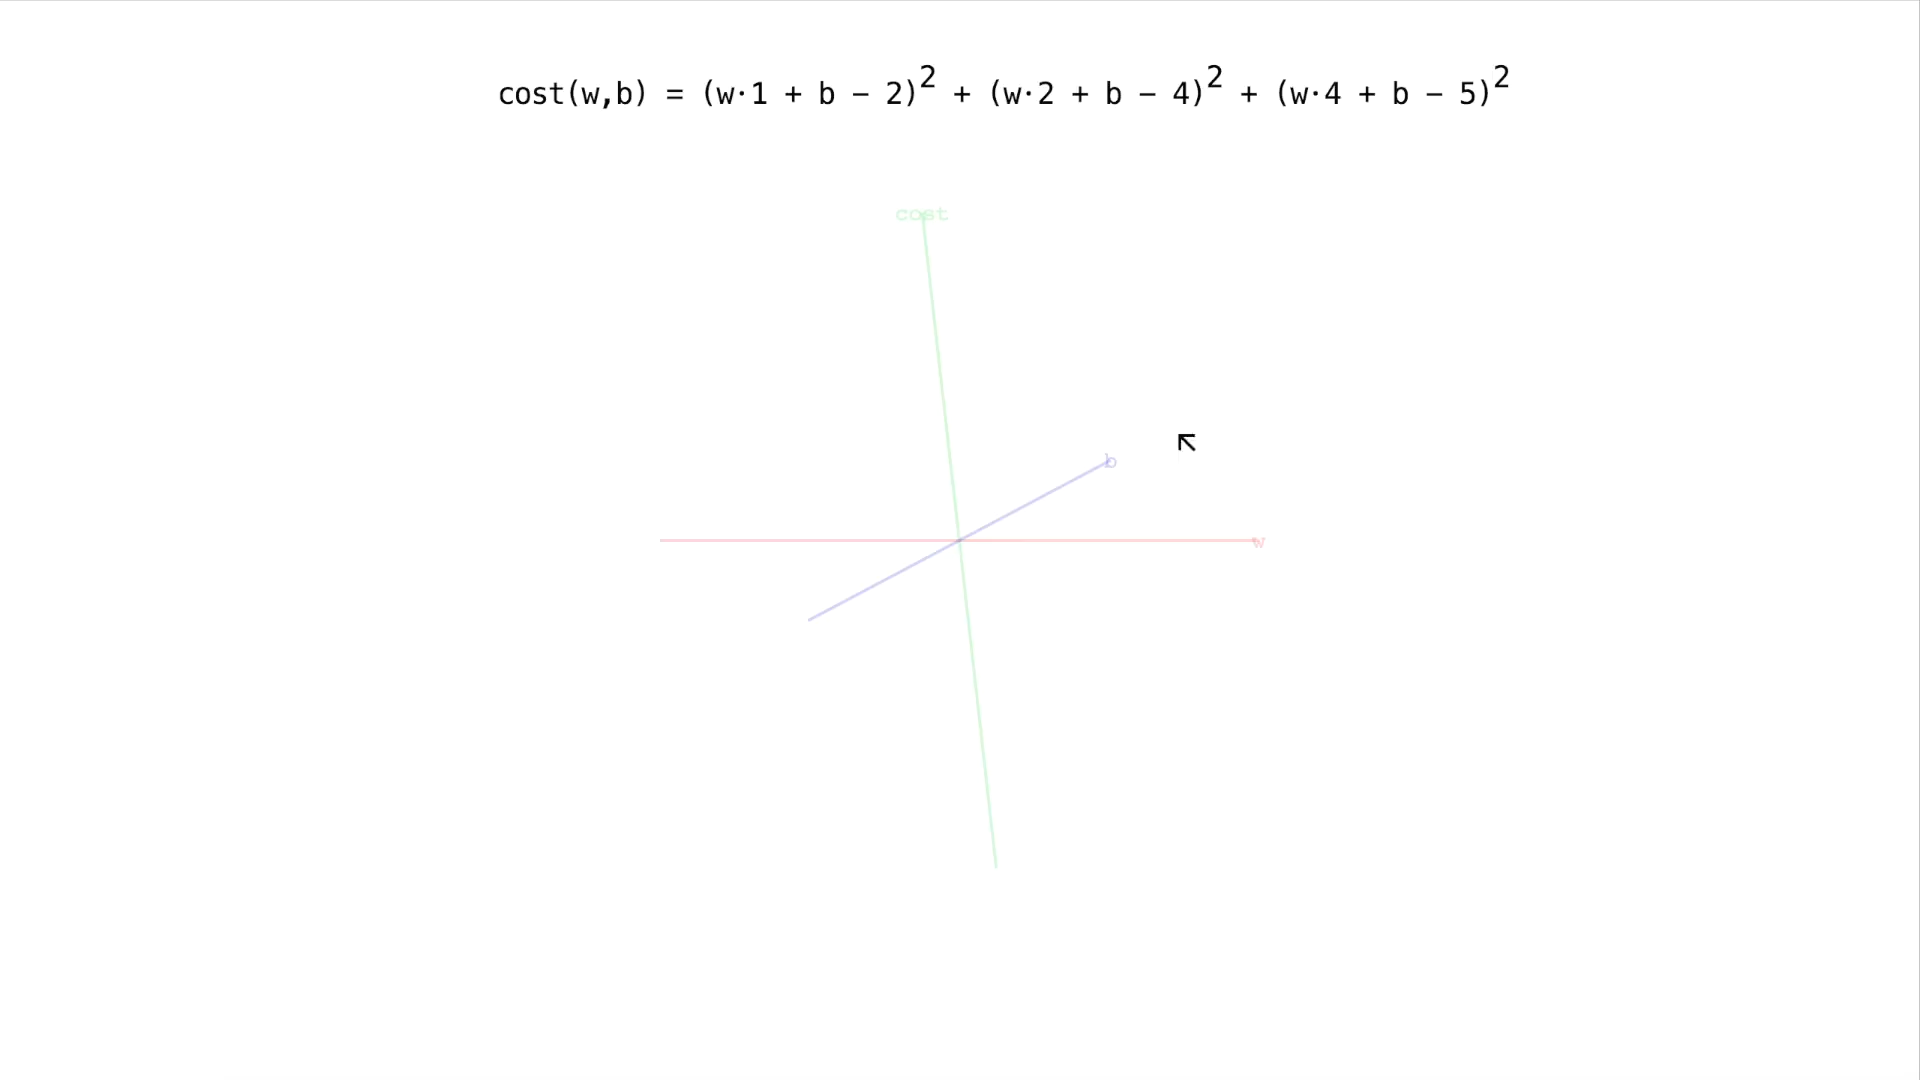 cost(w,b) = (w·1 + b − 2)² + (w·2 + b − 4)² + (w·4 + b − 5)²
cost
b
w